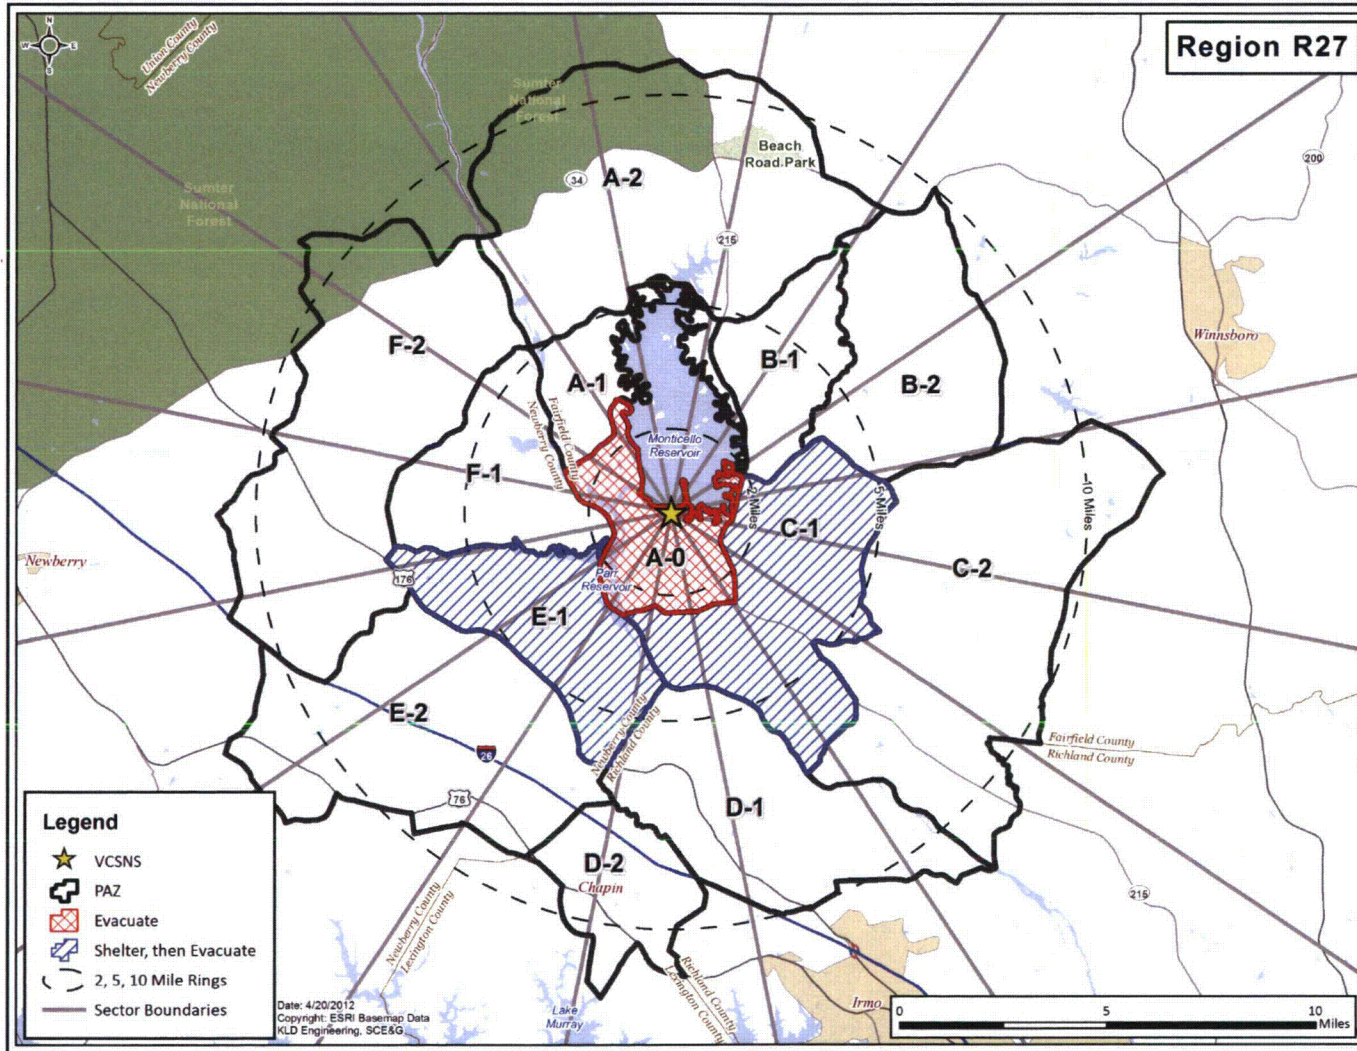 N
W E
S
Union County
Newberry County
Region R27
Sumter
National
Forest
Beach
Road Park
200
34
A-2
Sumter
National
Forest
215
Winnsboro
F-2
B-1
A-1
B-2
Fairfield County
Newberry County
Monticello
Reservoir
F-1
2 Miles
5 Miles
10 Miles
C-1
A-0
C-2
Newberry
176
Parr
Reservoir
E-1
E-2
Newberry County
Richland County
Fairfield County
Richland County
26
76
D-1
D-2
Chapin
215
Newberry County
Lexington County
Richland County
Lexington County
Irmo
Lake
Murray
Legend
VCSNS
PAZ
Evacuate
Shelter, then Evacuate
2, 5, 10 Mile Rings
Sector Boundaries
Date: 4/20/2012
Copyright: ESRI Basemap Data
KLD Engineering, SCE&G
0 5 10
Miles